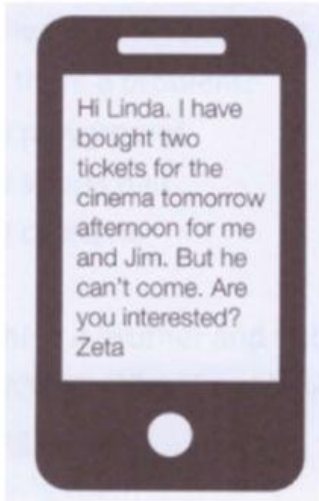 Hi Linda. I have
bought two
tickets for the
cinema tomorrow
afternoon for me
and Jim. But he
can't come. Are
you interested?
Zeta